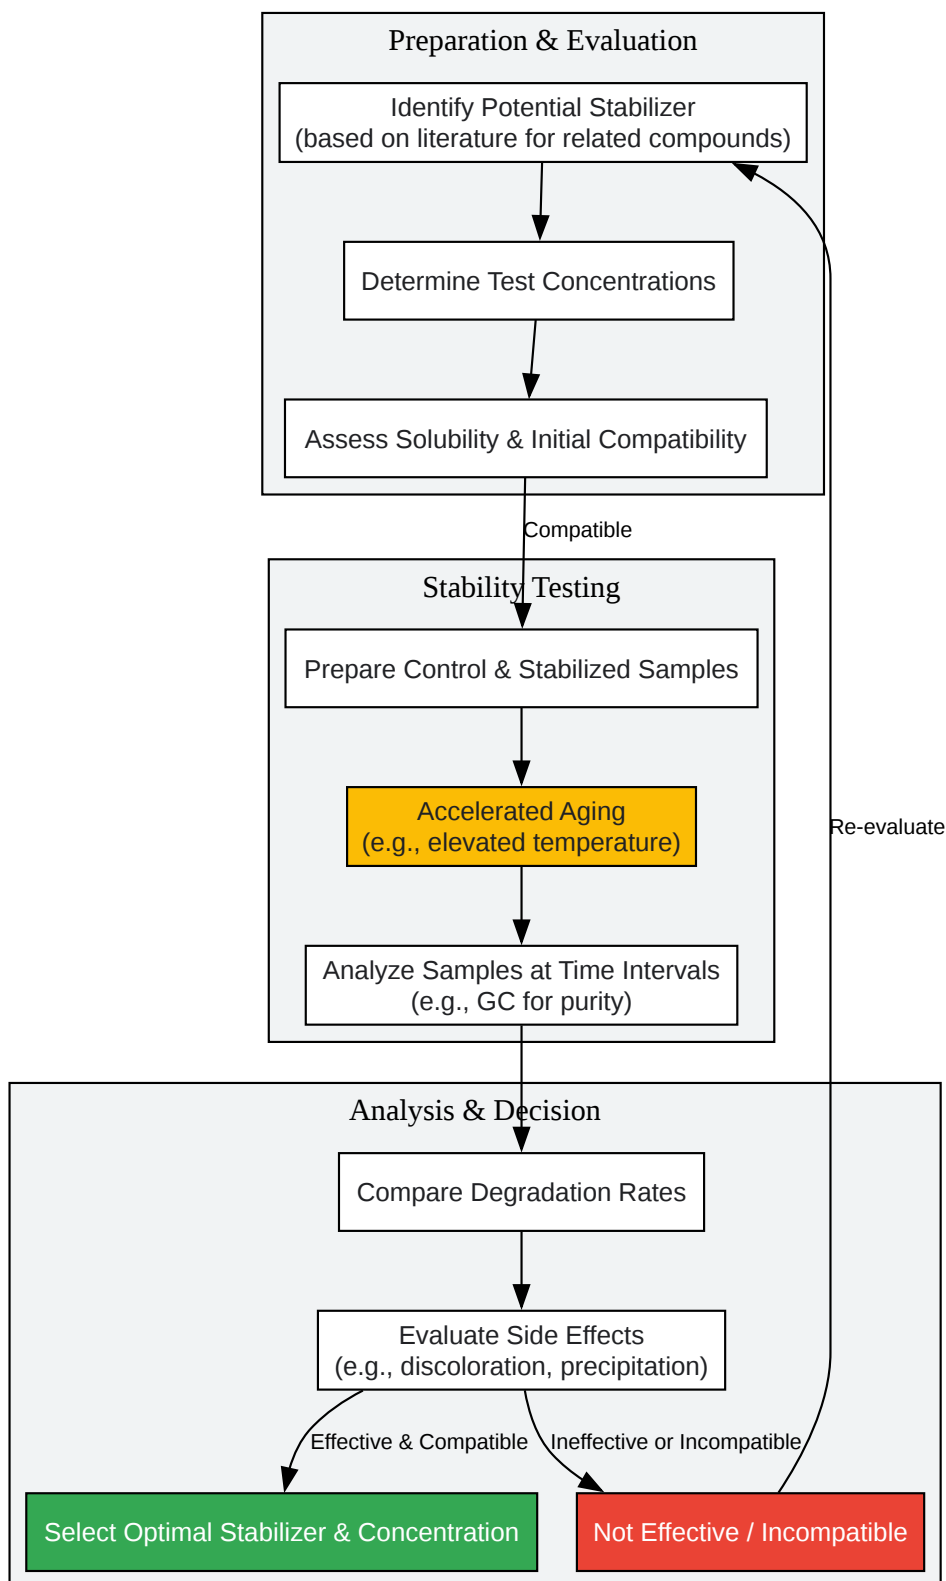 Preparation & Evaluation
Identify Potential Stabilizer
(based on literature for related compounds)
Determine Test Concentrations
Assess Solubility & Initial Compatibility
Compatible
Stability Testing
Prepare Control & Stabilized Samples
Accelerated Aging
(e.g., elevated temperature)
Re-evaluate
Analyze Samples at Time Intervals
(e.g., GC for purity)
Analysis & Decision
Compare Degradation Rates
Evaluate Side Effects
(e.g., discoloration, precipitation)
Effective & Compatible
Ineffective or Incompatible
Select Optimal Stabilizer & Concentration
Not Effective / Incompatible